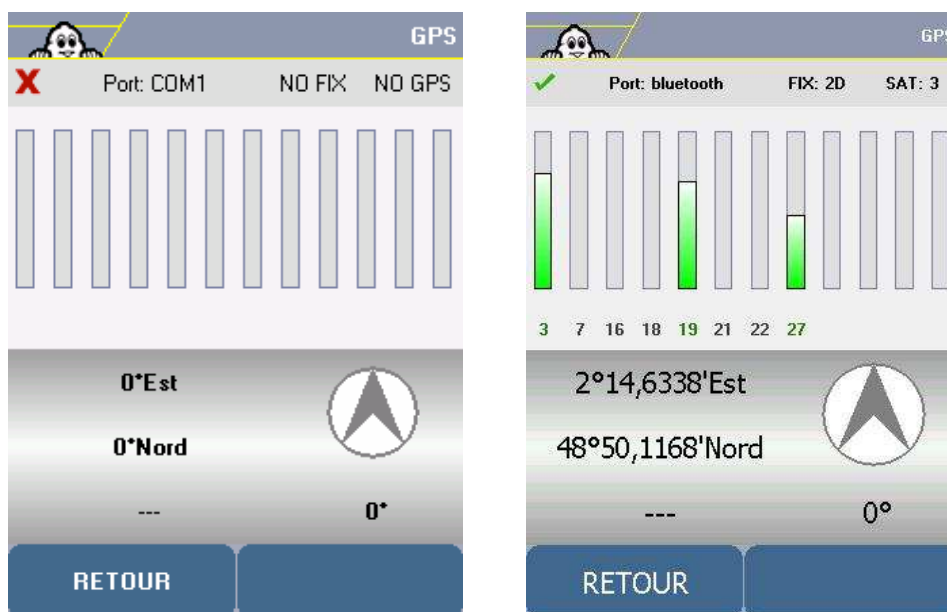 GPS
Port: COM1 NO FIX NO GPS
0°Est
0°Nord
---
0°
RETOUR
GPS
Port: bluetooth FIX: 2D SAT: 3
3 7 16 18 19 21 22 27
2°14,6338'Est
48°50,1168'Nord
---
0°
RETOUR